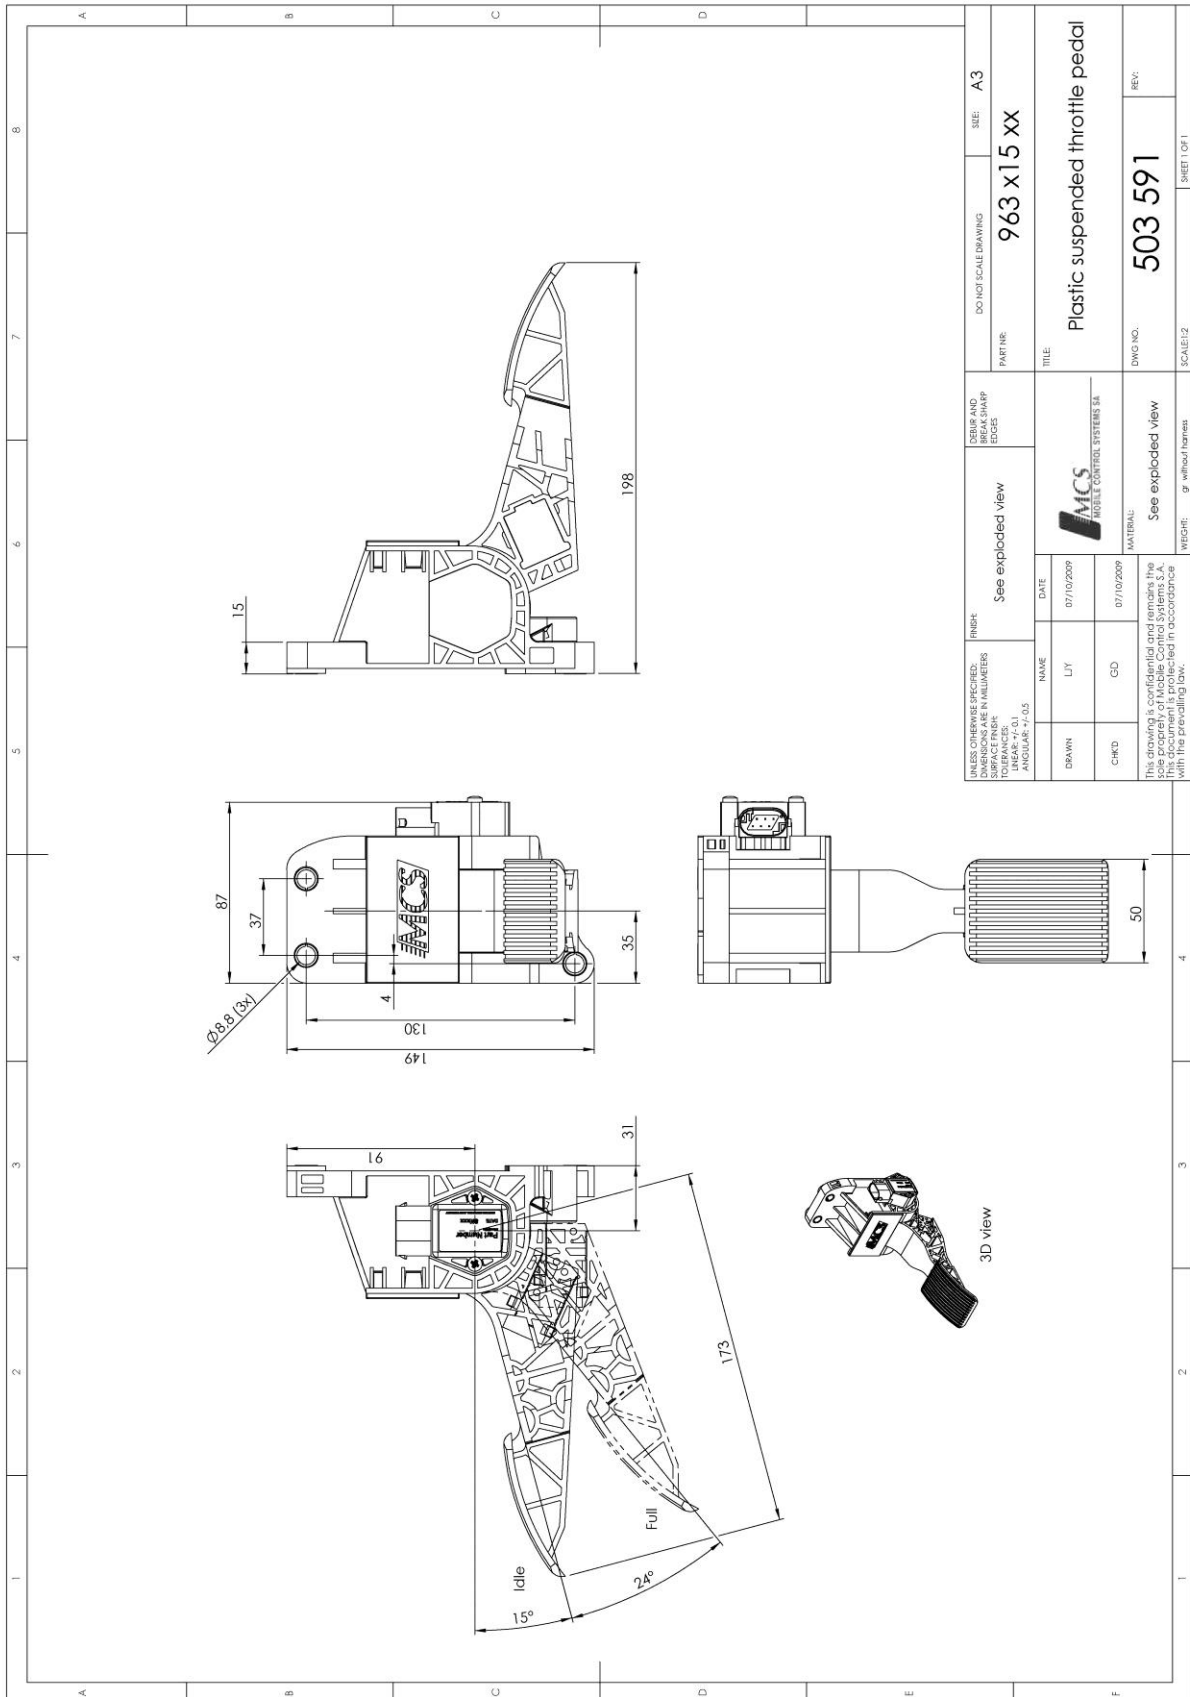 8
7
6
5
4
3
2
1
A
B
C
D
A
B
C
D
E
F
4
3
2
1
15
198
87
37
Ø8.8 (3x)
4
35
130
149
MCS
50
91
31
Part Number
173
Idle
Full
15°
24°
3D view
UNLESS OTHERWISE SPECIFIED:
DIMENSIONS ARE IN MILLIMETERS
SURFACE FINISH:
TOLERANCES:
LINEAR: +/- 0.1
ANGULAR: +/- 0.5
FINISH:
See exploded view
DEBUR AND
BREAK SHARP
EDGES
DO NOT SCALE DRAWING
SIZE: A3
PART NR:
963 x15 xx
NAME
DATE
DRAWN
LJY
07/10/2009
CHK'D
GD
07/10/2009
MCS
MOBILE CONTROL SYSTEMS SA
TITLE:
Plastic suspended throttle pedal
This drawing is confidential and remains the
sole property of Mobile Control Systems S.A.
This document is protected in accordance
with the prevailing law.
MATERIAL:
See exploded view
DWG NO.
503 591
REV:
WEIGHT: gr without harness
SCALE:1:2
SHEET 1 OF 1